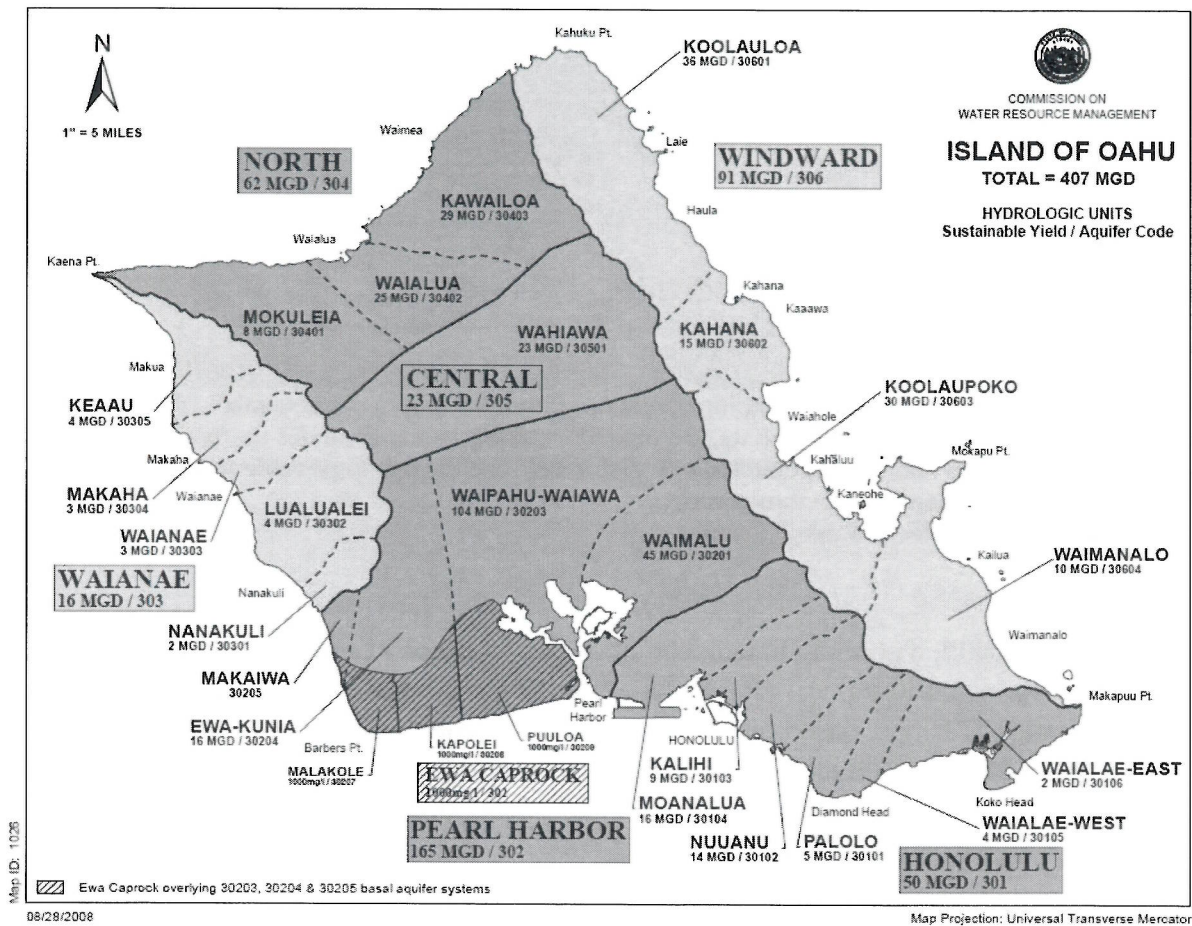 N
1" = 5 MILES
Kahuku Pt.
KOOLAULOA
36 MGD / 30601
COMMISSION ON
WATER RESOURCE MANAGEMENT
ISLAND OF OAHU
TOTAL = 407 MGD
HYDROLOGIC UNITS
Sustainable Yield / Aquifer Code
Waimea
Laie
NORTH
62 MGD / 304
WINDWARD
91 MGD / 306
KAWAILOA
29 MGD / 30403
Haula
Waialua
Kaena Pt.
WAIALUA
25 MGD / 30402
Kahana
Kaaawa
MOKULEIA
8 MGD / 30401
WAHIAWA
23 MGD / 30501
KAHANA
15 MGD / 30602
Makua
CENTRAL
23 MGD / 305
KOOLAUPOKO
30 MGD / 30603
KEAAU
4 MGD / 30305
Waiahole
Makaha
Kahaluu
Mokapu Pt.
MAKAHA
3 MGD / 30304
Waianae
Kaneohe
WAIPAHU-WAIAWA
104 MGD / 30203
LUALUALEI
4 MGD / 30302
WAIANAE
3 MGD / 30303
WAIMALU
45 MGD / 30201
Kailua
WAIMANALO
10 MGD / 30604
WAIANAE
16 MGD / 303
Nanakuli
NANAKULI
2 MGD / 30301
Waimanalo
MAKAIWA
30205
Makapuu Pt.
Pearl
Harbor
EWA-KUNIA
16 MGD / 30204
Barbers Pt.
KAPOLEI
1000mg/l / 30208
PUULOA
1000mg/l / 30209
HONOLULU
MALAKOLE
1000mg/l / 30207
KALIHI
9 MGD / 30103
WAIALAE-EAST
2 MGD / 30106
EWA CAPROCK
1000mg/l / 302
MOANALUA
16 MGD / 30104
Diamond Head
Koko Head
PEARL HARBOR
165 MGD / 302
WAIALAE-WEST
4 MGD / 30105
NUUANU
14 MGD / 30102
PALOLO
5 MGD / 30101
HONOLULU
50 MGD / 301
Map ID: 1026
Ewa Caprock overlying 30203, 30204 & 30205 basal aquifer systems
08/28/2008
Map Projection: Universal Transverse Mercator